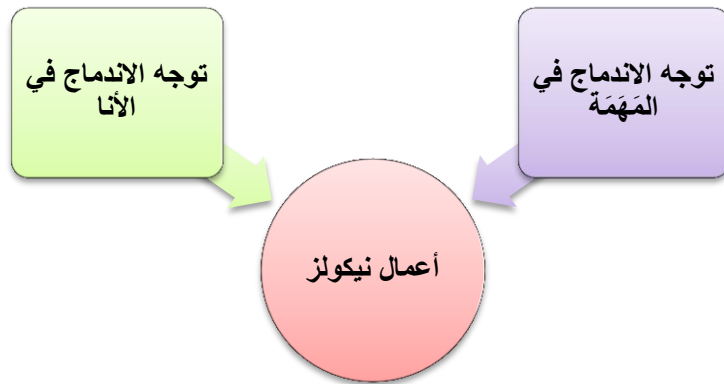 توجه الاندماج في
المَهَمَة
توجه الاندماج في
الأنا
أعمال نيكولز